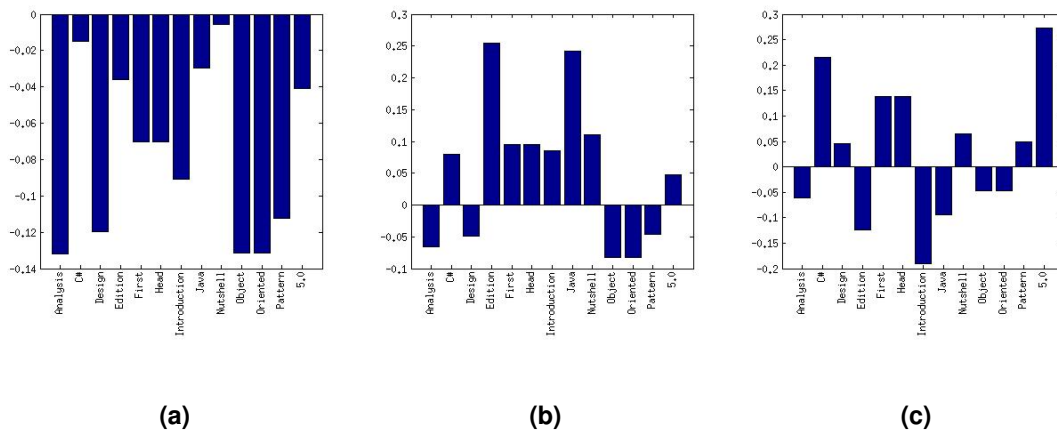 0
-0.02
-0.04
-0.06
-0.08
-0.1
-0.12
-0.14
Analysis
C#
Design
Edition
First
Head
Introduction
Java
Nutshell
Object
Oriented
Pattern
5.0
(a)
0.3
0.25
0.2
0.15
0.1
0.05
0
-0.05
-0.1
Analysis
C#
Design
Edition
First
Head
Introduction
Java
Nutshell
Object
Oriented
Pattern
5.0
(b)
0.3
0.25
0.2
0.15
0.1
0.05
0
-0.05
-0.1
-0.15
-0.2
Analysis
C#
Design
Edition
First
Head
Introduction
Java
Nutshell
Object
Oriented
Pattern
5.0
(c)